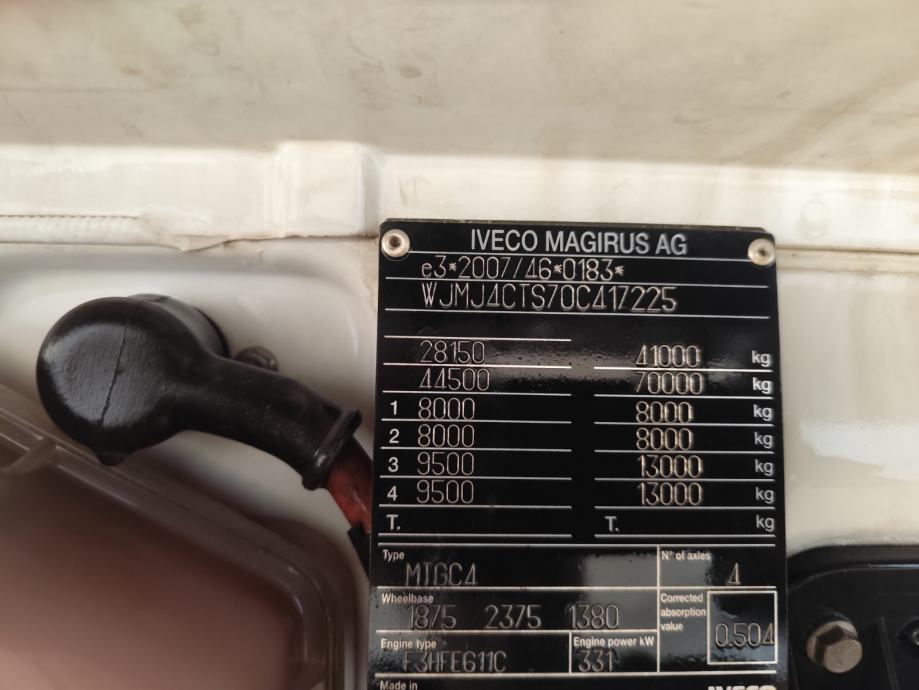 IVECO MAGIRUS AG
e3*2007/46*0183*
WJMJ4CTS70C417225
28150 41000 kg
44500 70000 kg
1 8000 8000 kg
2 8000 8000 kg
3 9500 13000 kg
4 9500 13000 kg
T. T. kg
Type N° of axles
MTGC4 4
Wheelbase Corrected absorption value
1875 2375 1380 0.504
Engine type Engine power kW
F3HFE611C 331
Made in IVECO